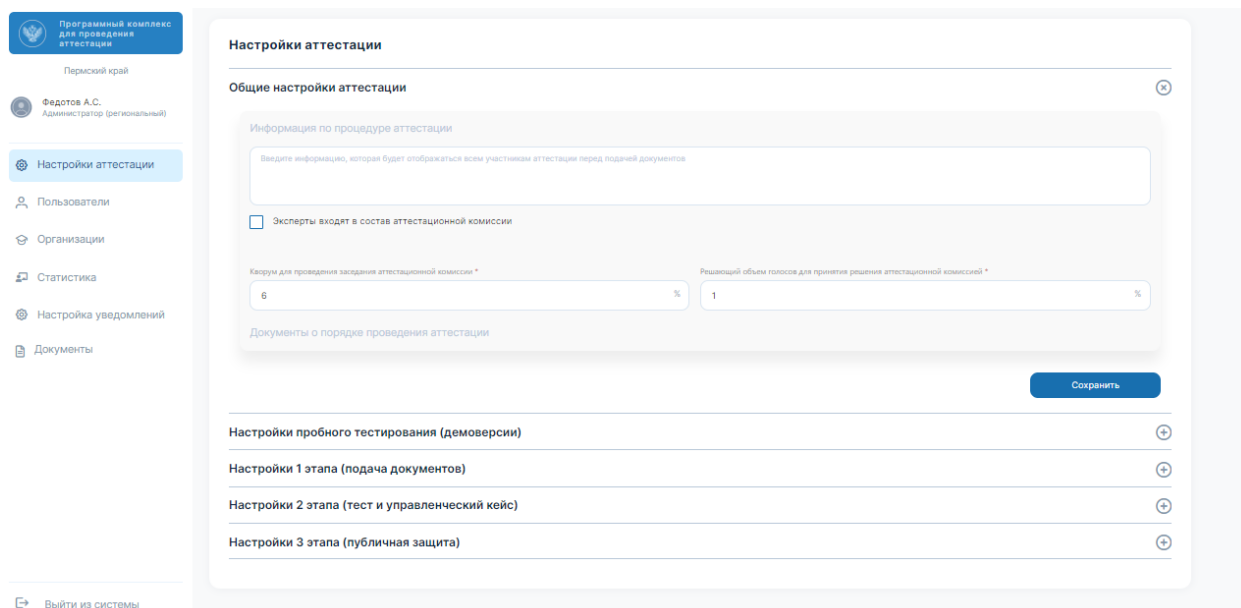 Программный комплекс
для проведения
аттестации
Пермский край
Федотов А.С.
Администратор (региональный)
Настройки аттестации
Пользователи
Организации
Статистика
Настройка уведомлений
Документы
Выйти из системы
Настройки аттестации
Общие настройки аттестации
Информация по процедуре аттестации
Введите информацию, которая будет отображаться всем участникам аттестации перед подачей документов
Эксперты входят в состав аттестационной комиссии
Кворум для проведения заседания аттестационной комиссии *
6 %
Решающий объем голосов для принятия решения аттестационной комиссией *
1 %
Документы о порядке проведения аттестации
Сохранить
Настройки пробного тестирования (демоверсии)
Настройки 1 этапа (подача документов)
Настройки 2 этапа (тест и управленческий кейс)
Настройки 3 этапа (публичная защита)